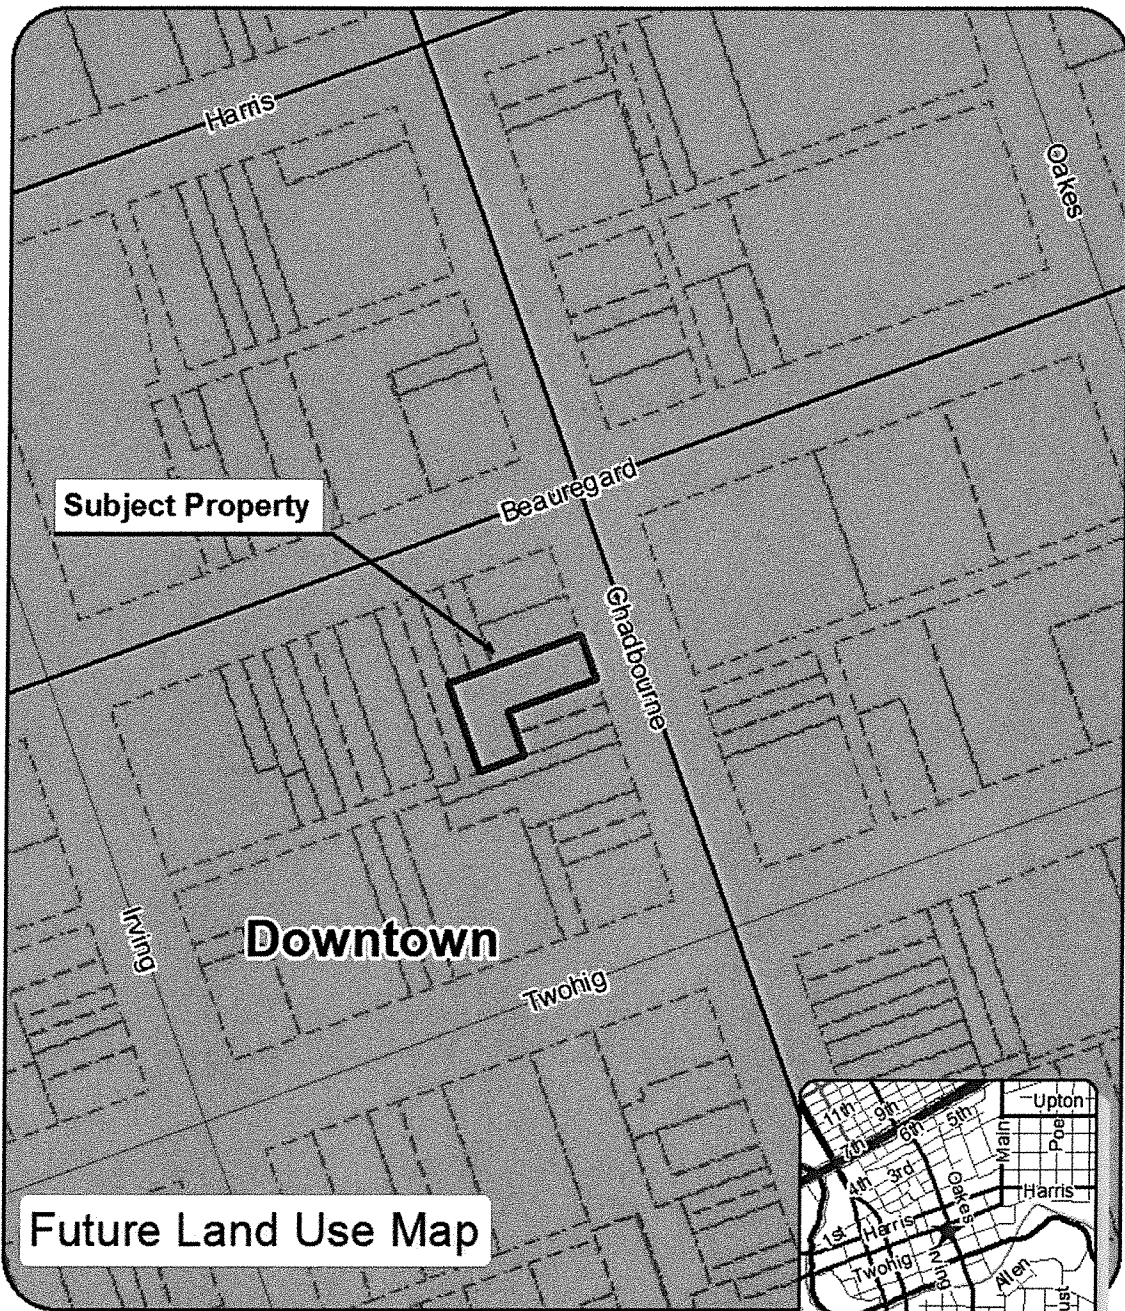 Harris
Oakes
Beauregard
Subject Property
Chadbourne
Irving
Downtown
Twohig
Future Land Use Map
Upton
11th
9th
5th
6th
7th
Main
Poe
3rd
4th
Oakes
Harris
1st
Harris
Twohig
Irving
Allen